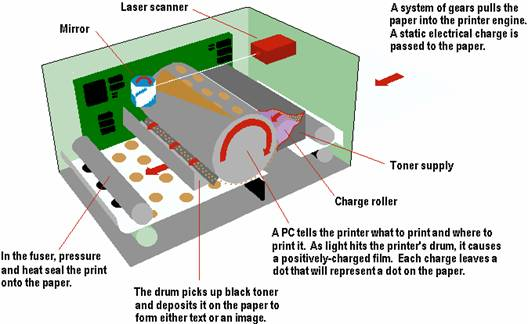 Laser scanner
Mirror
A system of gears pulls the
paper into the printer engine.
A static electrical charge is
passed to the paper.
Toner supply
Charge roller
A PC tells the printer what to print and where to
print it. As light hits the printer's drum, it causes
a positively-charged film. Each charge leaves a
dot that will represent a dot on the paper.
In the fuser, pressure
and heat seal the print
onto the paper.
The drum picks up black toner
and deposits it on the paper to
form either text or an image.